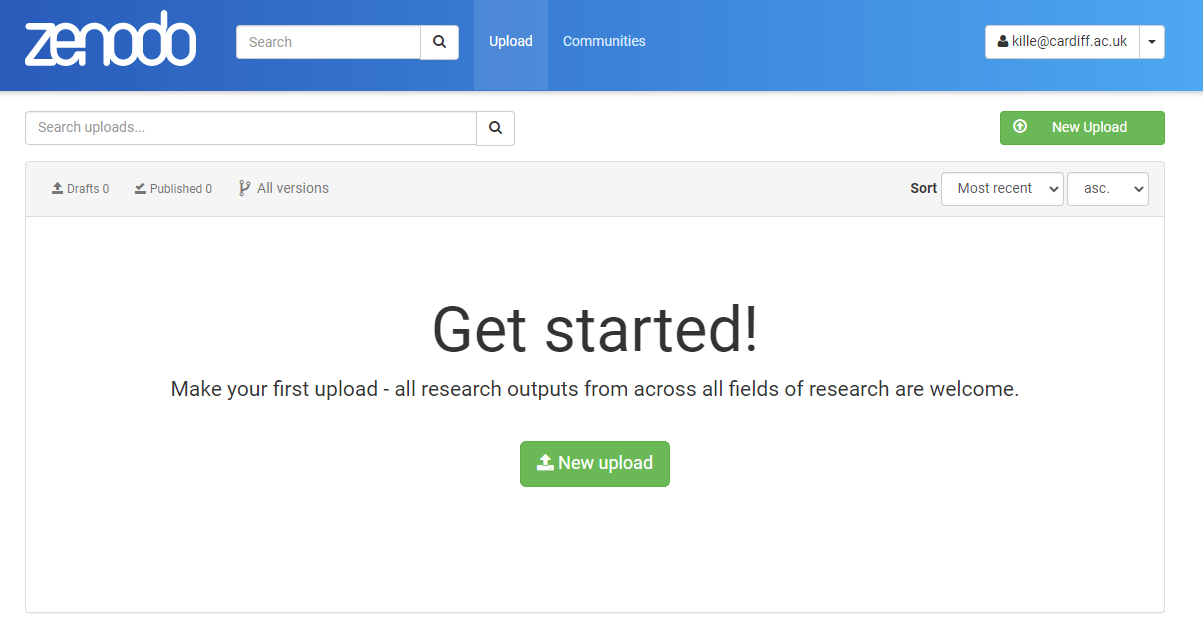 zenodo
Search
Upload
Communities
kille@cardiff.ac.uk
Search uploads...
New Upload
Drafts 0
Published 0
All versions
Sort
Most recent
asc.
Get started!
Make your first upload - all research outputs from across all fields of research are welcome.
New upload